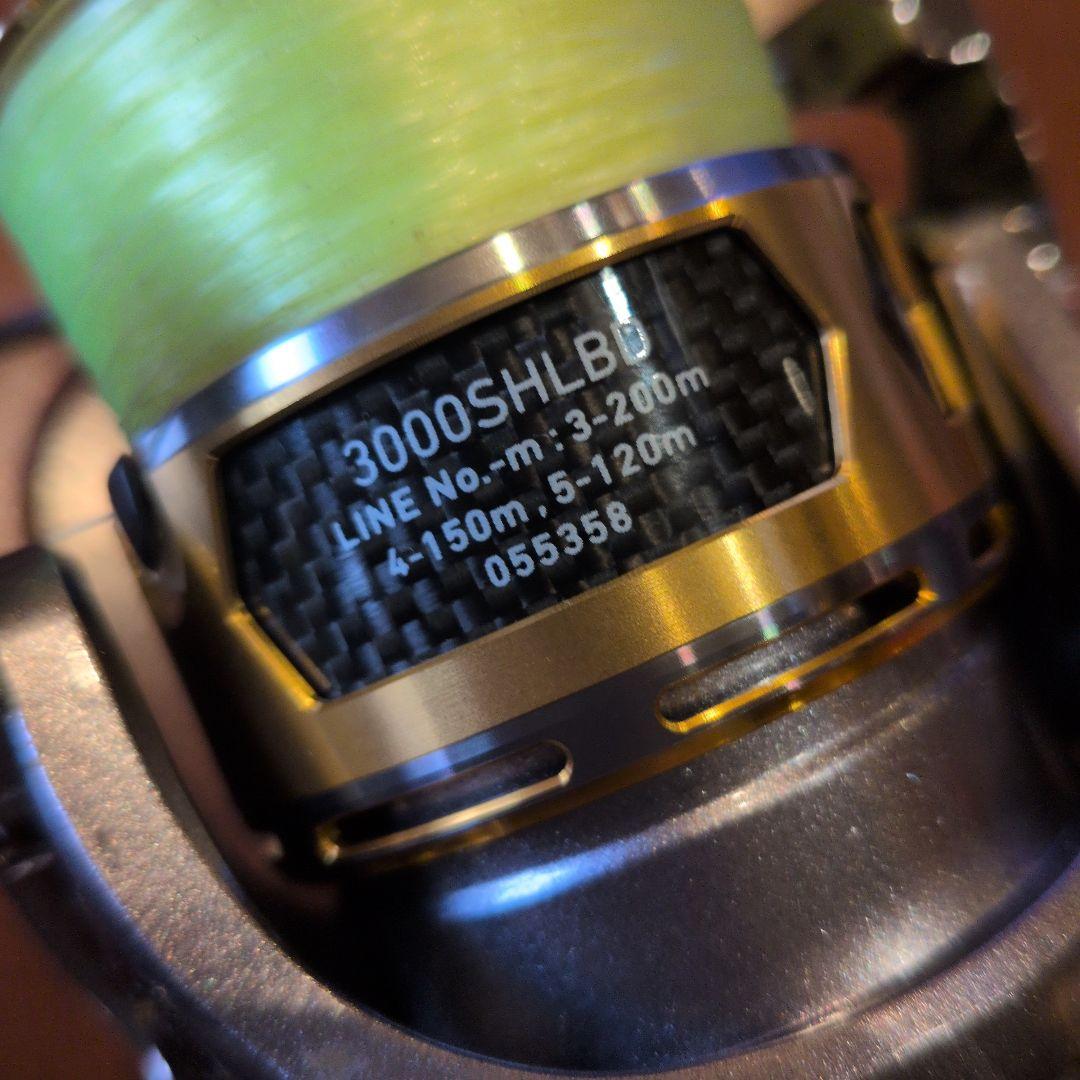 3000SHLBD
LINE No.-m : 3-200m
4-150m , 5-120m
055358